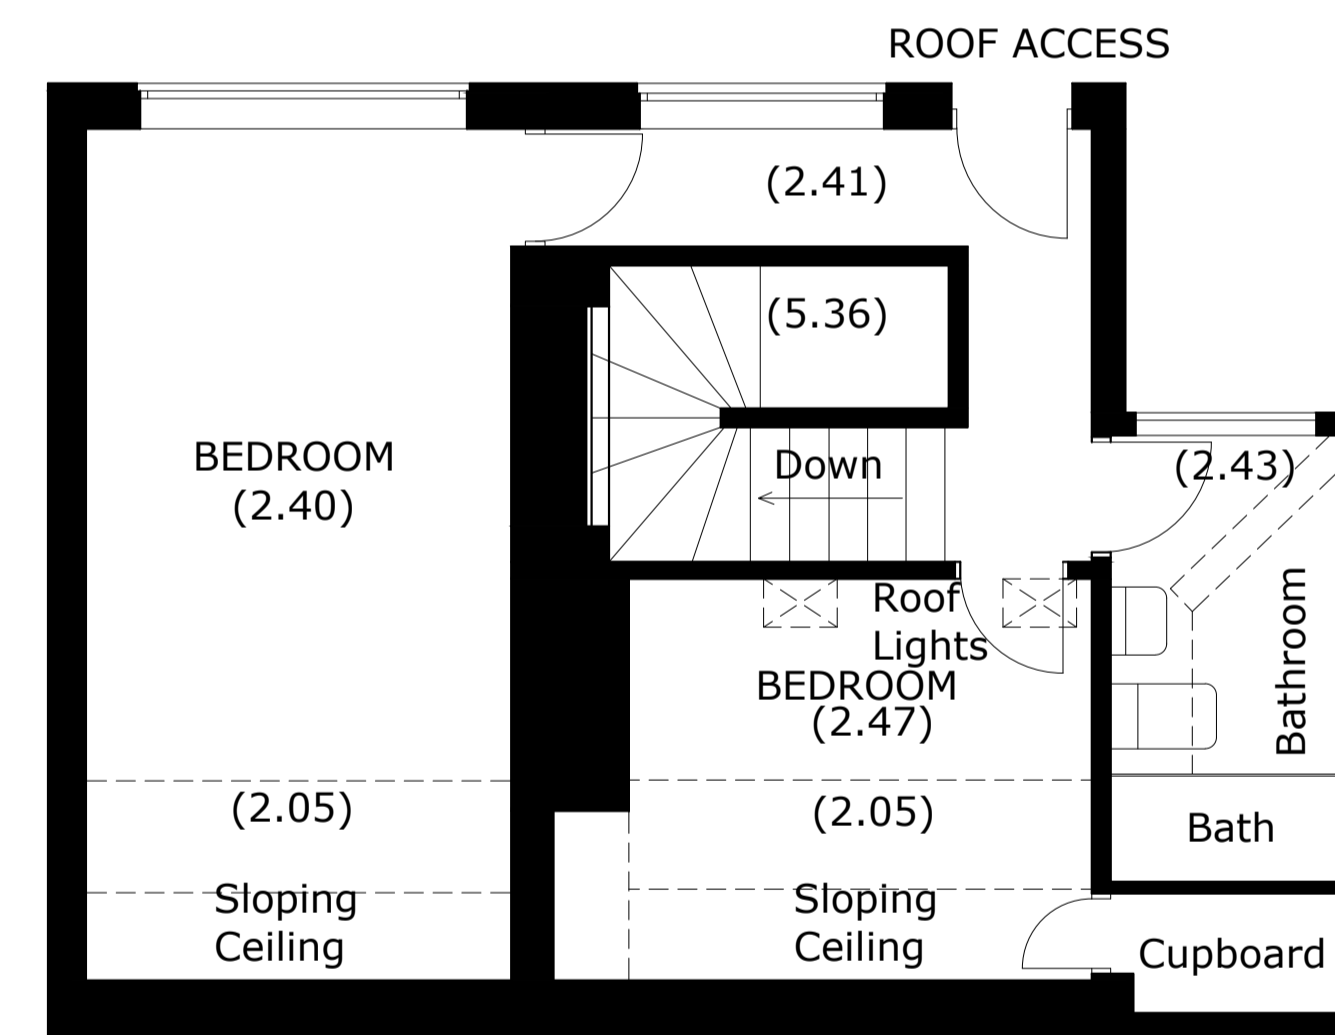 ROOF ACCESS
(2.41)
(5.36)
BEDROOM
(2.40)
Down
(2.43)
Roof
Lights
BEDROOM
(2.47)
Bathroom
(2.05)
(2.05)
Bath
Sloping
Ceiling
Sloping
Ceiling
Cupboard